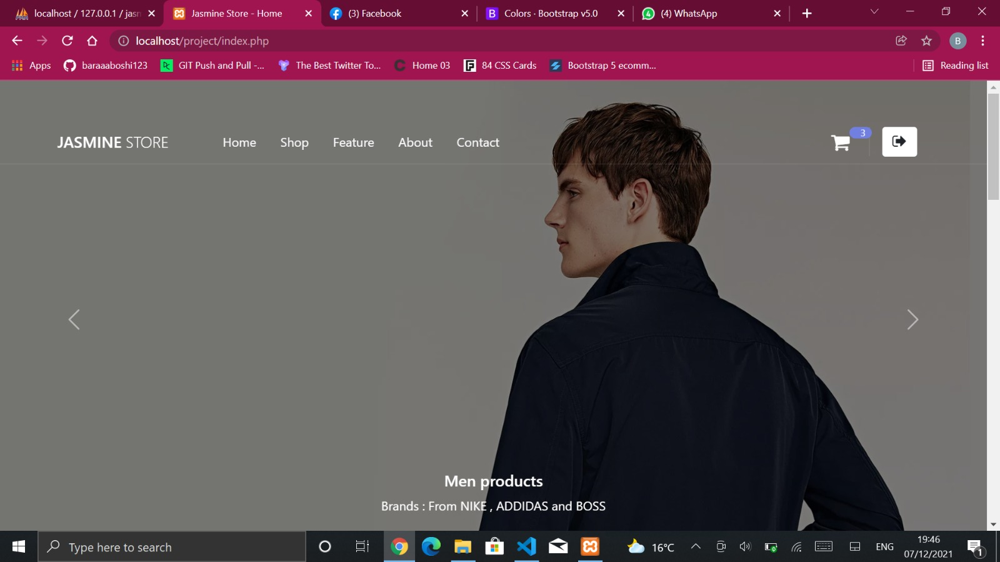 localhost / 127.0.0.1 / jasm
Jasmine Store - Home
(3) Facebook
B
Colors · Bootstrap v5.0
4
(4) WhatsApp
localhost/project/index.php
B
Apps
baraaaboshi123
GIT Push and Pull -...
The Best Twitter To...
Home 03
84 CSS Cards
Bootstrap 5 ecomm...
Reading list
JASMINE STORE
Home
Shop
Feature
About
Contact
3
Men products
Brands : From NIKE , ADDIDAS and BOSS
Type here to search
16°C
ENG
19:46
07/12/2021
1